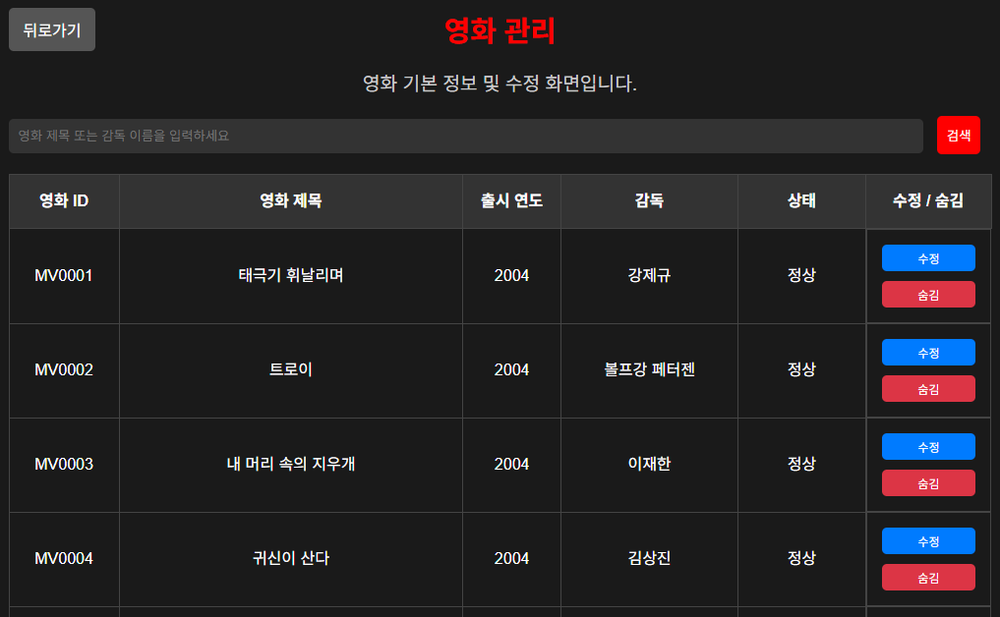 뒤로가기
영화 관리
영화 기본 정보 및 수정 화면입니다.
영화 제목 또는 감독 이름을 입력하세요 검색
영화 ID 영화 제목 출시 연도 감독 상태 수정 / 숨김
MV0001 태극기 휘날리며 2004 강제규 정상 수정
숨김
MV0002 트로이 2004 볼프강 페터젠 정상 수정
숨김
MV0003 내 머리 속의 지우개 2004 이재한 정상 수정
숨김
MV0004 귀신이 산다 2004 김상진 정상 수정
숨김